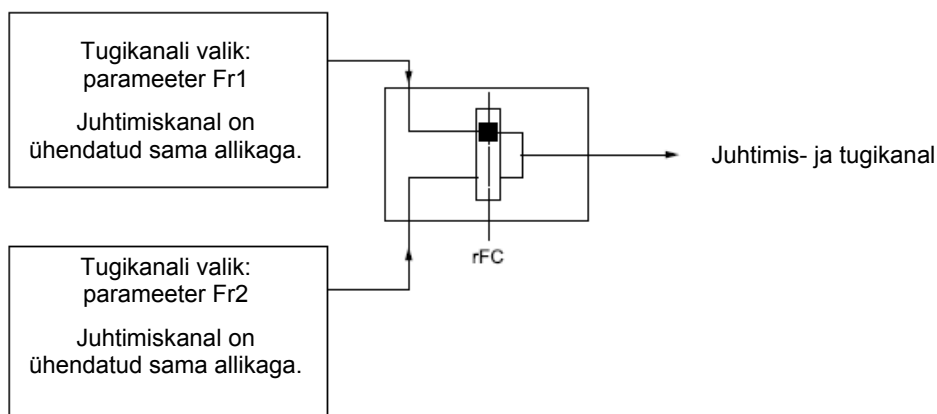 Tugikanali valik:
parameeter Fr1
Juhtimiskanal on
ühendatud sama allikaga.
Juhtimis- ja tugikanal
rFC
Tugikanali valik:
parameeter Fr2
Juhtimiskanal on
ühendatud sama allikaga.